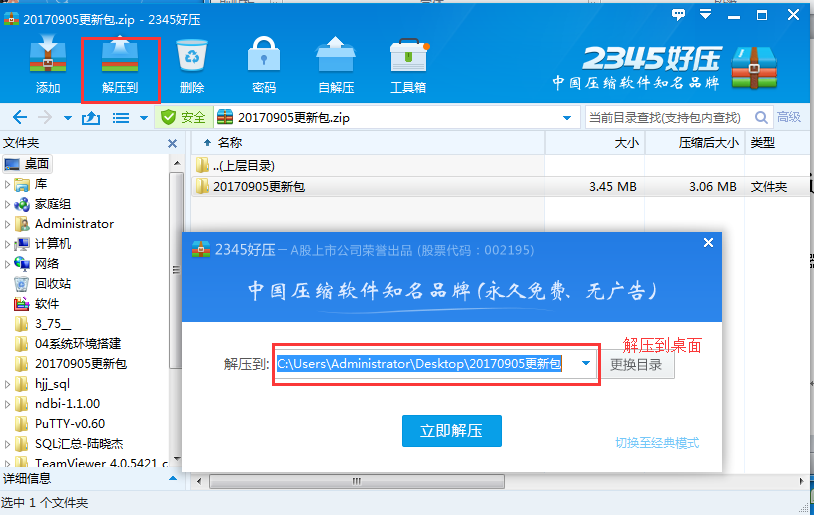 20170905更新包.zip - 2345好压
添加 解压到 删除 密码 自解压 工具箱
2345好压
中国压缩软件知名品牌
安全 20170905更新包.zip 当前目录查找(支持包内查找) 高级
文件夹 名称 大小 压缩后大小 类型
桌面 ..(上层目录)
库 20170905更新包 3.45 MB 3.06 MB 文件夹
家庭组
Administrator
计算机
网络
回收站
软件
3_75__
04系统环境搭建
20170905更新包
hjj_sql
ndbi-1.1.00
PuTTY-v0.60
SQL汇总-陆晓杰
TeamViewer 4.0.5421 c
详细信息
选中 1 个文件夹
2345好压 — A股上市公司荣誉出品 (股票代码：002195)
中国压缩软件知名品牌(永久免费、无广告)
解压到桌面
解压到: C:\Users\Administrator\Desktop\20170905更新包 更换目录
立即解压
切换至经典模式